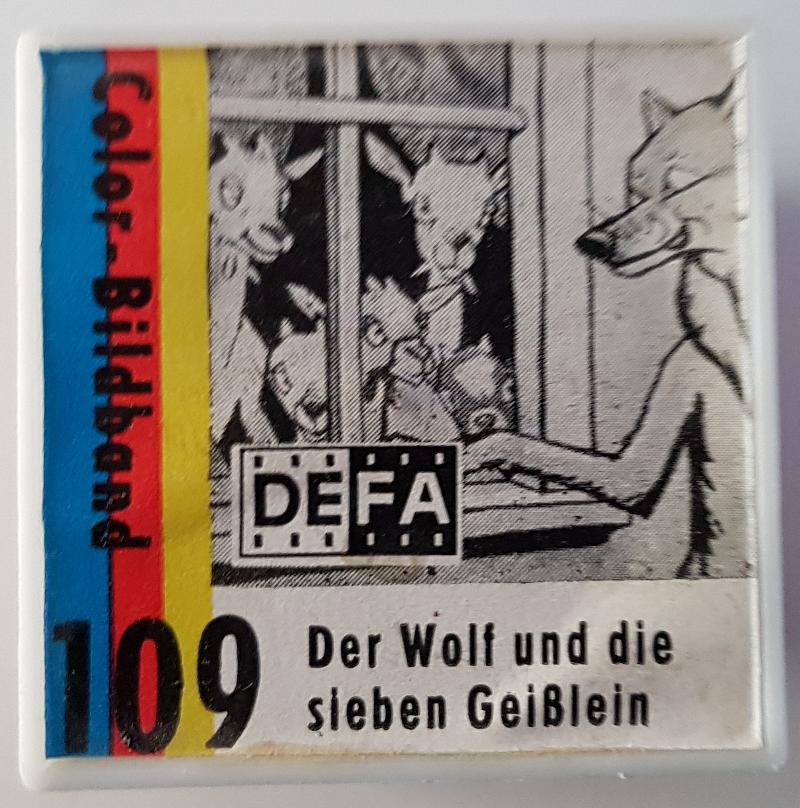 Color-Bildband
DEFA
109
Der Wolf und die
sieben Geißlein